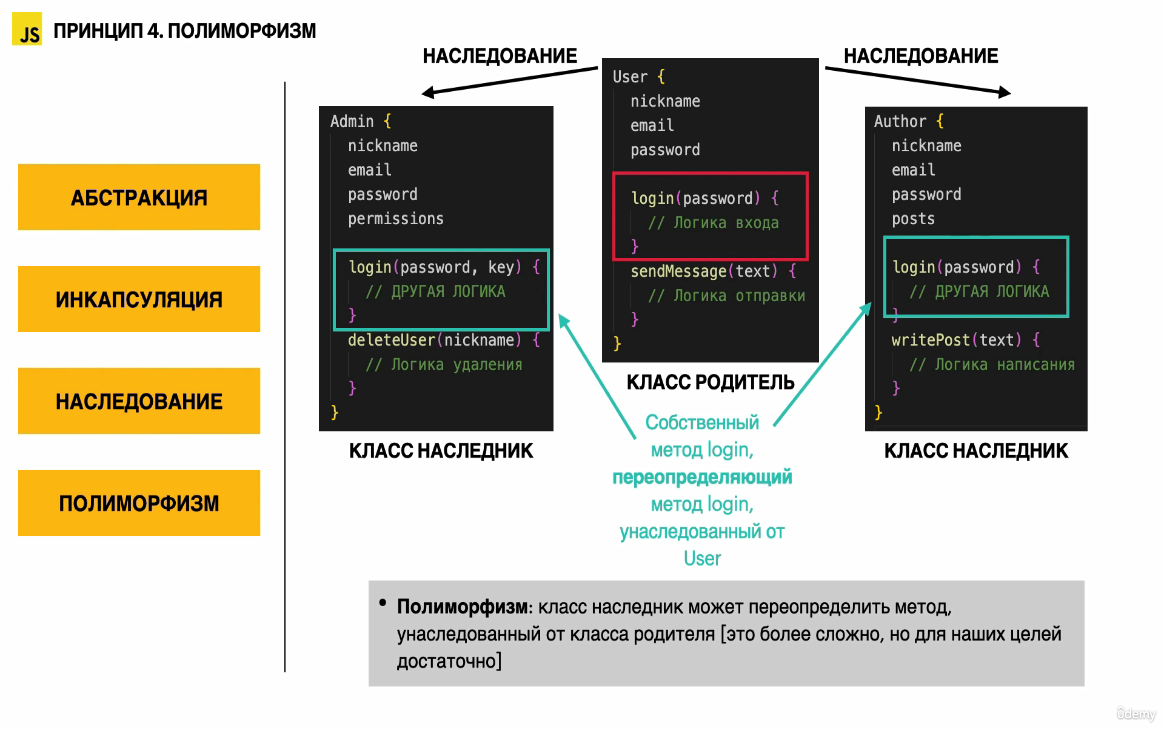 JS
ПРИНЦИП 4. ПОЛИМОРФИЗМ
АБСТРАКЦИЯ
ИНКАПСУЛЯЦИЯ
НАСЛЕДОВАНИЕ
ПОЛИМОРФИЗМ
НАСЛЕДОВАНИЕ
НАСЛЕДОВАНИЕ
Admin {
nickname
email
password
permissions
login(password, key) {
// ДРУГАЯ ЛОГИКА
}
deleteUser(nickname) {
// Логика удаления
}
}
КЛАСС НАСЛЕДНИК
User {
nickname
email
password
login(password) {
// Логика входа
}
sendMessage(text) {
// Логика отправки
}
}
КЛАСС РОДИТЕЛЬ
Собственный
метод login,
переопределяющий
метод login,
унаследованный от
User
Author {
nickname
email
password
posts
login(password) {
// ДРУГАЯ ЛОГИКА
}
writePost(text) {
// Логика написания
}
}
КЛАСС НАСЛЕДНИК
• Полиморфизм: класс наследник может переопределить метод,
унаследованный от класса родителя [это более сложно, но для наших целей
достаточно]
ûdemy